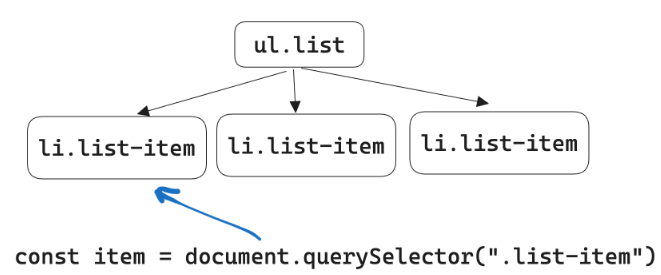 ul.list
li.list-item li.list-item li.list-item
const item = document.querySelector(".list-item")